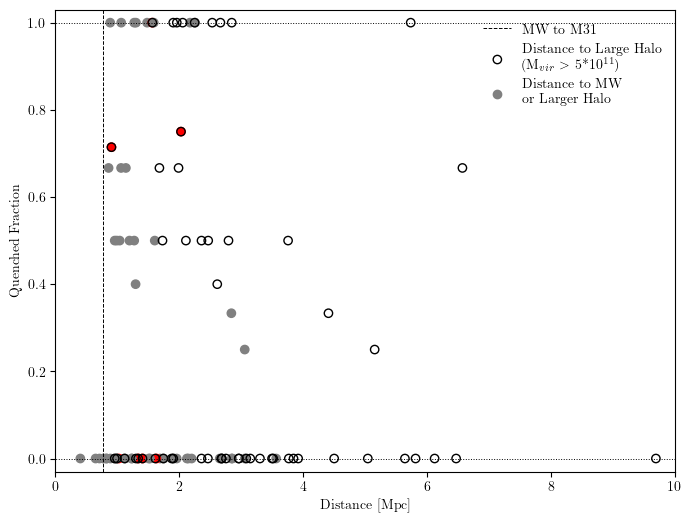 MW to M31
Distance to Large Halo
(M_vir > 5*10^11)
Distance to MW
or Larger Halo
1.0
0.8
0.6
0.4
0.2
0.0
Quenched Fraction
0
2
4
6
8
10
Distance [Mpc]